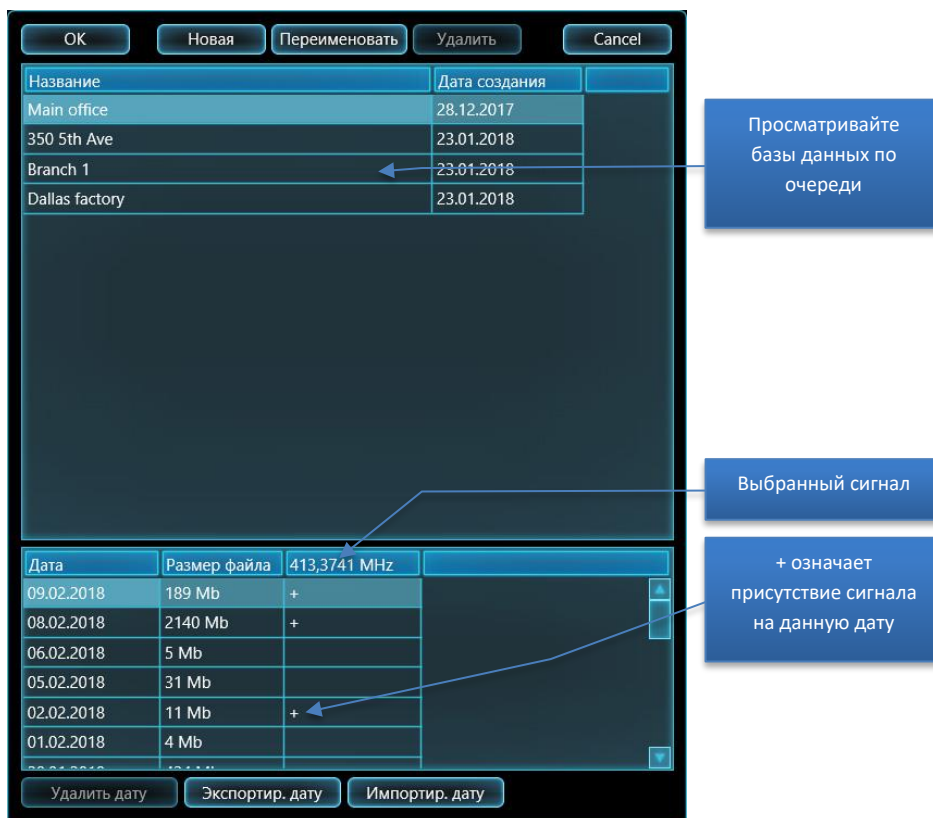 OK Новая Переименовать Удалить Cancel
Название Дата создания
Main office 28.12.2017
350 5th Ave 23.01.2018
Branch 1 23.01.2018
Dallas factory 23.01.2018
Просматривайте
базы данных по
очереди
Выбранный сигнал
Дата Размер файла 413,3741 MHz
09.02.2018 189 Mb +
08.02.2018 2140 Mb +
06.02.2018 5 Mb
05.02.2018 31 Mb
02.02.2018 11 Mb +
01.02.2018 4 Mb
+ означает
присутствие сигнала
на данную дату
Удалить дату Экспортир. дату Импортир. дату